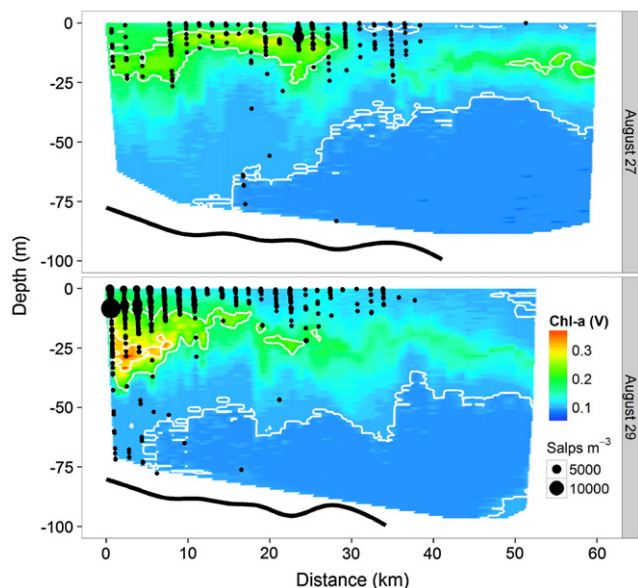 0
-25
-50
-75
-100
August 27
Depth (m)
0
-25
-50
-75
-100
August 29
Chl-a (V)
0.3
0.2
0.1
Salps m⁻³
5000
10000
0 10 20 30 40 50 60
Distance (km)